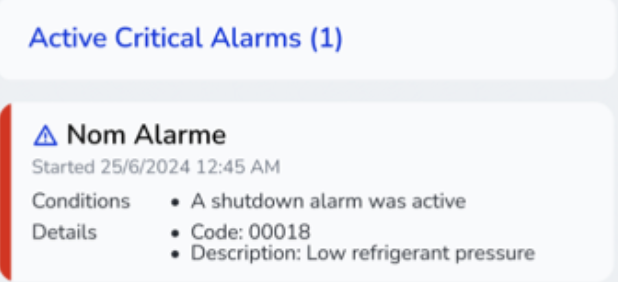 Active Critical Alarms (1)
Nom Alarme
Started 25/6/2024 12:45 AM
Conditions • A shutdown alarm was active
Details • Code: 00018
• Description: Low refrigerant pressure